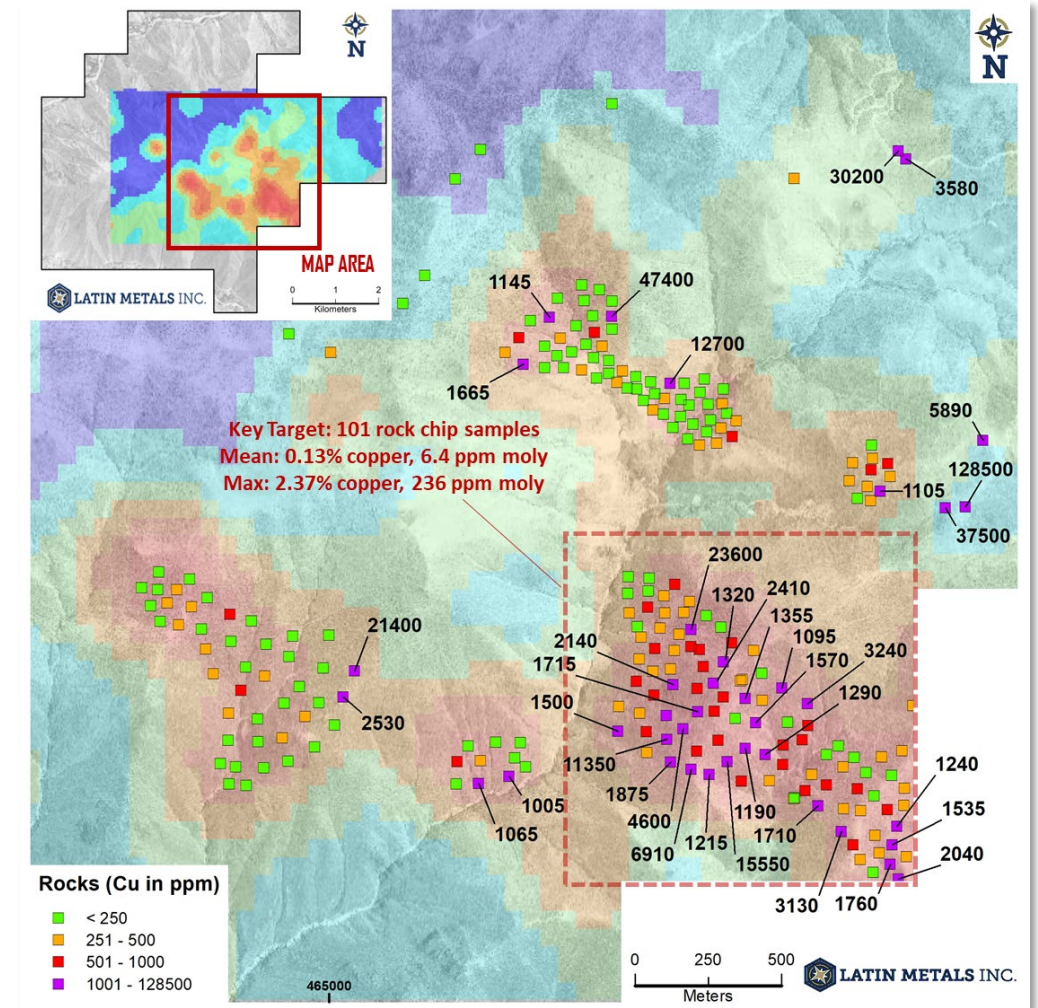 N
N
MAP AREA
LATIN METALS INC.
0 1 2
Kilometers
30200
3580
1145
47400
12700
1665
5890
128500
1105
37500
Key Target: 101 rock chip samples
Mean: 0.13% copper, 6.4 ppm moly
Max: 2.37% copper, 236 ppm moly
23600
1320
2410
1355
1095
1570
3240
1290
2140
1715
1500
21400
2530
11350
1875
4600
6910
1215
15550
1190
1710
1240
1535
2040
3130
1760
1005
1065
Rocks (Cu in ppm)
< 250
251 - 500
501 - 1000
1001 - 128500
465000
0 250 500
Meters
LATIN METALS INC.